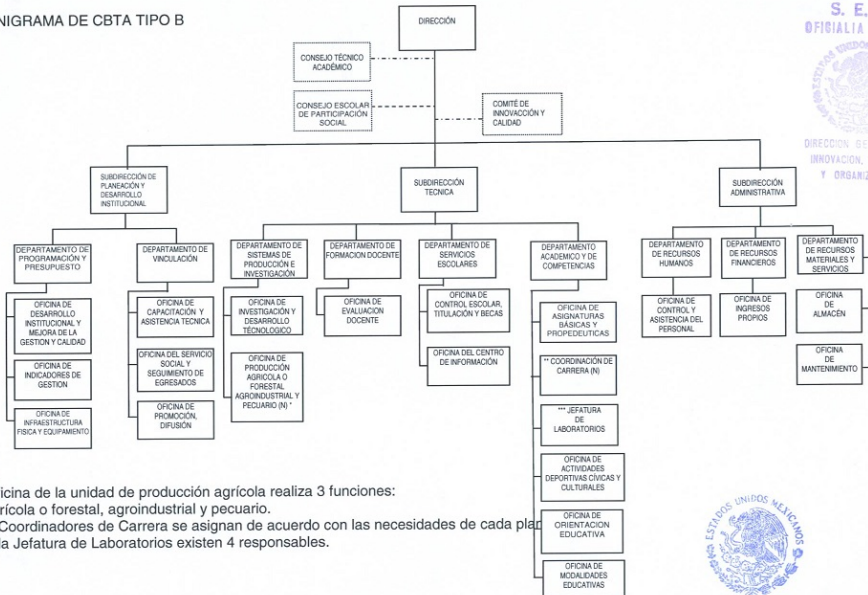 NIGRAMA DE CBTA TIPO B
S. E.
OFICIALIA
DIRECCIÓN
CONSEJO TÉCNICO
ACADÉMICO
CONSEJO ESCOLAR
DE PARTICIPACIÓN
SOCIAL
COMITÉ DE
INNOVACCIÓN Y
CALIDAD
DIRECCION GE
INNOVACION,
Y ORGANIZ
SUBDIRECCIÓN DE
PLANEACIÓN Y
DESARROLLO
INSTITUCIONAL
SUBDIRECCIÓN
TECNICA
SUBDIRECCIÓN
ADMINISTRATIVA
DEPARTAMENTO DE
PROGRAMACIÓN Y
PRESUPUESTO
OFICINA DE
DESARROLLO
INSTITUCIONAL Y
MEJORA DE LA
GESTION Y CALIDAD
OFICINA DE
INDICADORES DE
GESTION
OFICINA DE
INFRAESTRUCTURA
FISICA Y EQUIPAMIENTO
DEPARTAMENTO DE
VINCULACIÓN
OFICINA DE
CAPACITACIÓN Y
ASISTENCIA TECNICA
OFICINA DEL SERVICIO
SOCIAL Y
SEGUIMIENTO DE
EGRESADOS
OFICINA DE
PROMOCIÓN,
DIFUSIÓN
DEPARTAMENTO DE
SISTEMAS DE
PRODUCCIÓN E
INVESTIGACIÓN
OFICINA DE
INVESTIGACIÓN Y
DESARROLLO
TÉCNOLOGICO
OFICINA DE
PRODUCCIÓN
AGRICOLA O
FORESTAL
AGROINDUSTRIAL Y
PECUARIO (N) *
DEPARTAMENTO DE
FORMACION DOCENTE
OFICINA DE
EVALUACION
DOCENTE
DEPARTAMENTO DE
SERVICIOS
ESCOLARES
OFICINA DE
CONTROL ESCOLAR,
TITULACIÓN Y BECAS
OFICINA DEL CENTRO
DE INFORMACIÓN
DEPARTAMENTO
ACADEMICO Y DE
COMPETENCIAS
OFICINA DE
ASIGNATURAS
BÁSICAS Y
PROPEDEUTICAS
** COORDINACIÓN DE
CARRERA (N)
*** JEFATURA
DE
LABORATORIOS
OFICINA DE
ACTIVIDADES
DEPORTIVAS CÍVICAS Y
CULTURALES
OFICINA DE
ORIENTACION
EDUCATIVA
OFICINA DE
MODALIDADES
EDUCATIVAS
DEPARTAMENTO
DE RECURSOS
HUMANOS
OFICINA DE
CONTROL Y
ASISTENCIA DEL
PERSONAL
DEPARTAMENTO
DE RECURSOS
FINANCIEROS
OFICINA DE
INGRESOS
PROPIOS
DEPARTAMENTO
DE RECURSOS
MATERIALES Y
SERVICIOS
OFICINA
DE
ALMACÉN
OFICINA
DE
MANTENIMIENTO
icina de la unidad de producción agrícola realiza 3 funciones:
rícola o forestal, agroindustrial y pecuario.
Coordinadores de Carrera se asignan de acuerdo con las necesidades de cada plan
la Jefatura de Laboratorios existen 4 responsables.
ESTADOS UNIDOS MEXICANOS